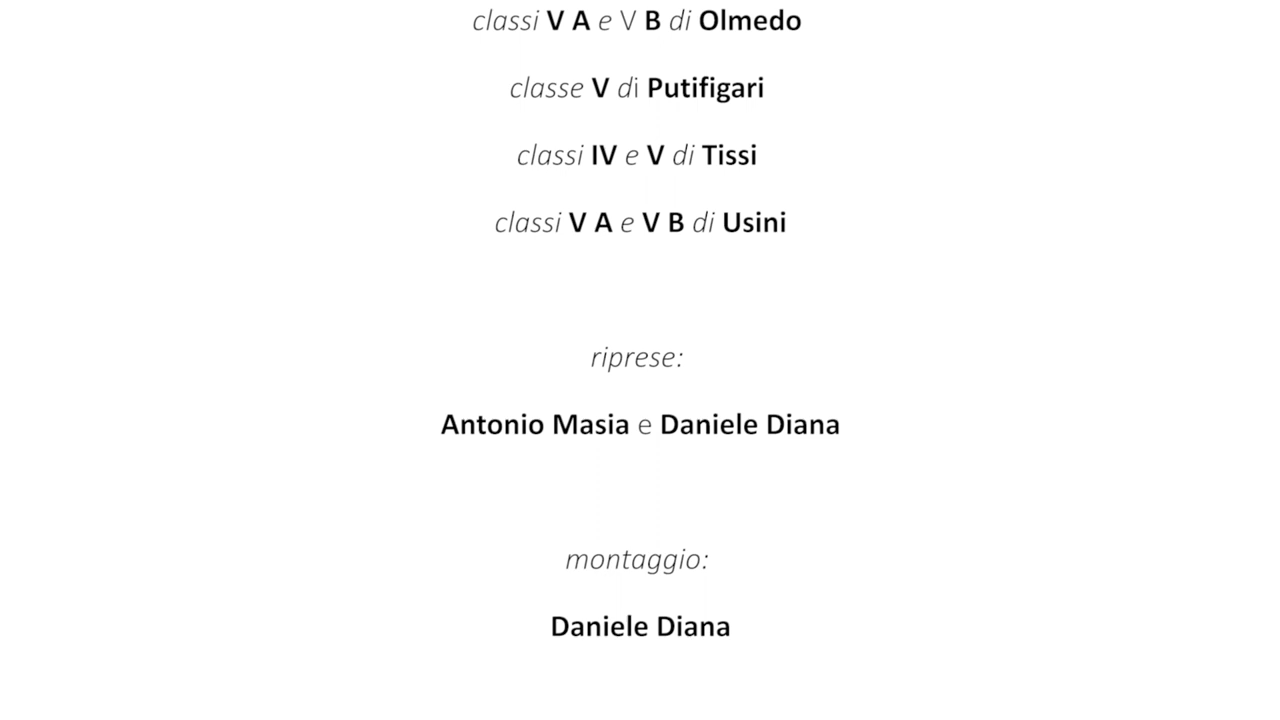 classi V A e V B di Olmedo
classe V di Putifigari
classi IV e V di Tissi
classi V A e V B di Usini
riprese:
Antonio Masia e Daniele Diana
montaggio:
Daniele Diana